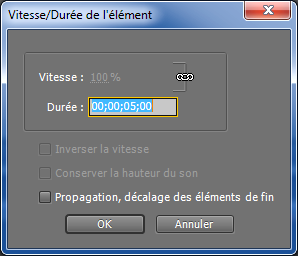 Vitesse/Durée de l'élément
Vitesse : 100 %
Durée : 00;00;05;00
Inverser la vitesse
Conserver la hauteur du son
Propagation, décalage des éléments de fin
OK Annuler